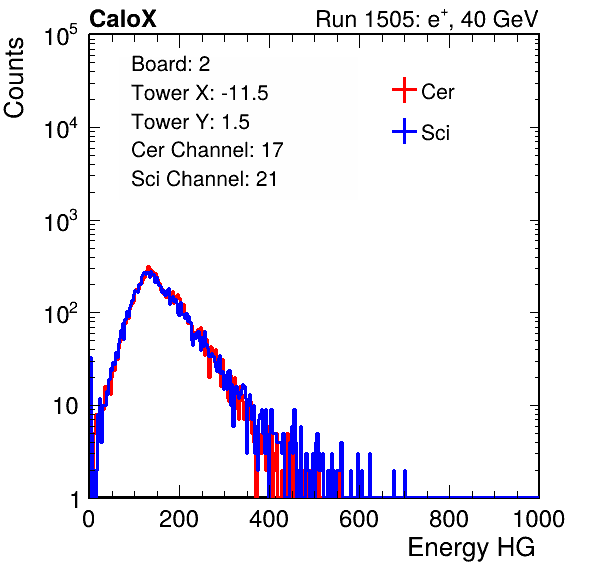 CaloX Run 1505: e⁺, 40 GeV
Counts
Board: 2
Tower X: -11.5
Tower Y: 1.5
Cer Channel: 17
Sci Channel: 21
Cer
Sci
10⁵
10⁴
10³
10²
10
1
0 200 400 600 800 1000
Energy HG